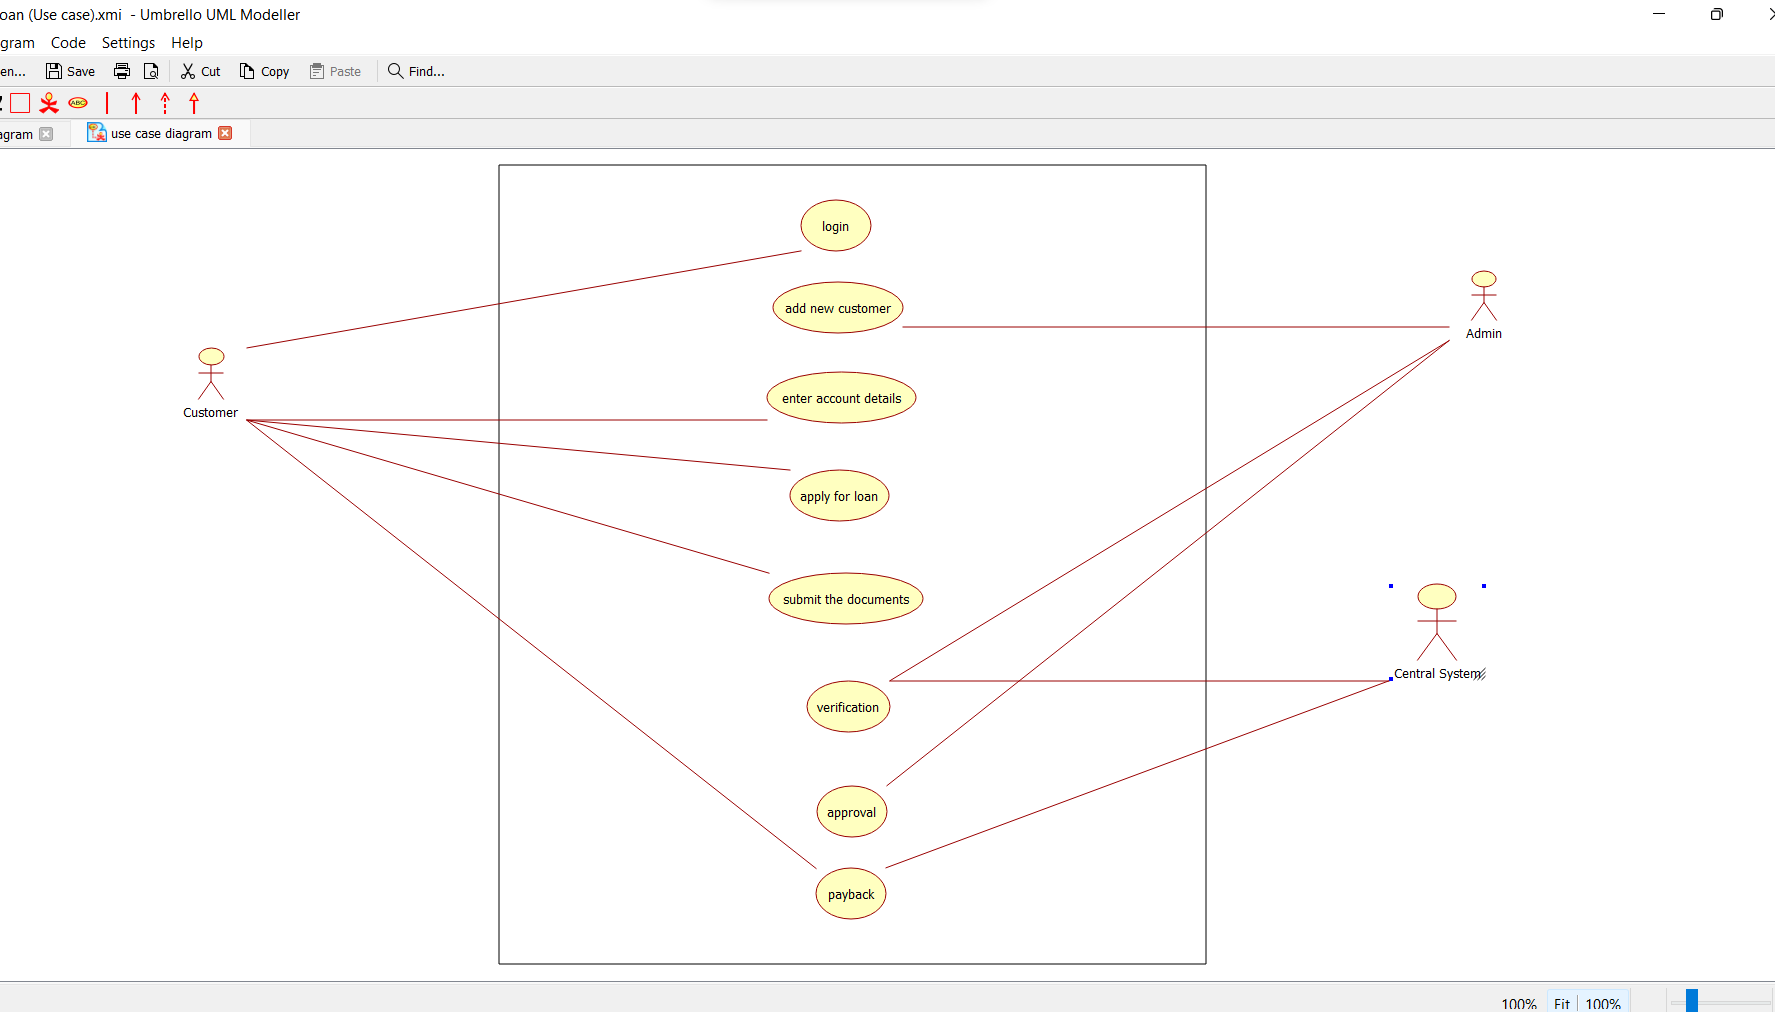 oan (Use case).xmi - Umbrello UML Modeller
gram Code Settings Help
en... Save Cut Copy Paste Find...
ABC
agram use case diagram
login
add new customer
Admin
Customer
enter account details
apply for loan
submit the documents
Central System
verification
approval
payback
100% Fit 100%